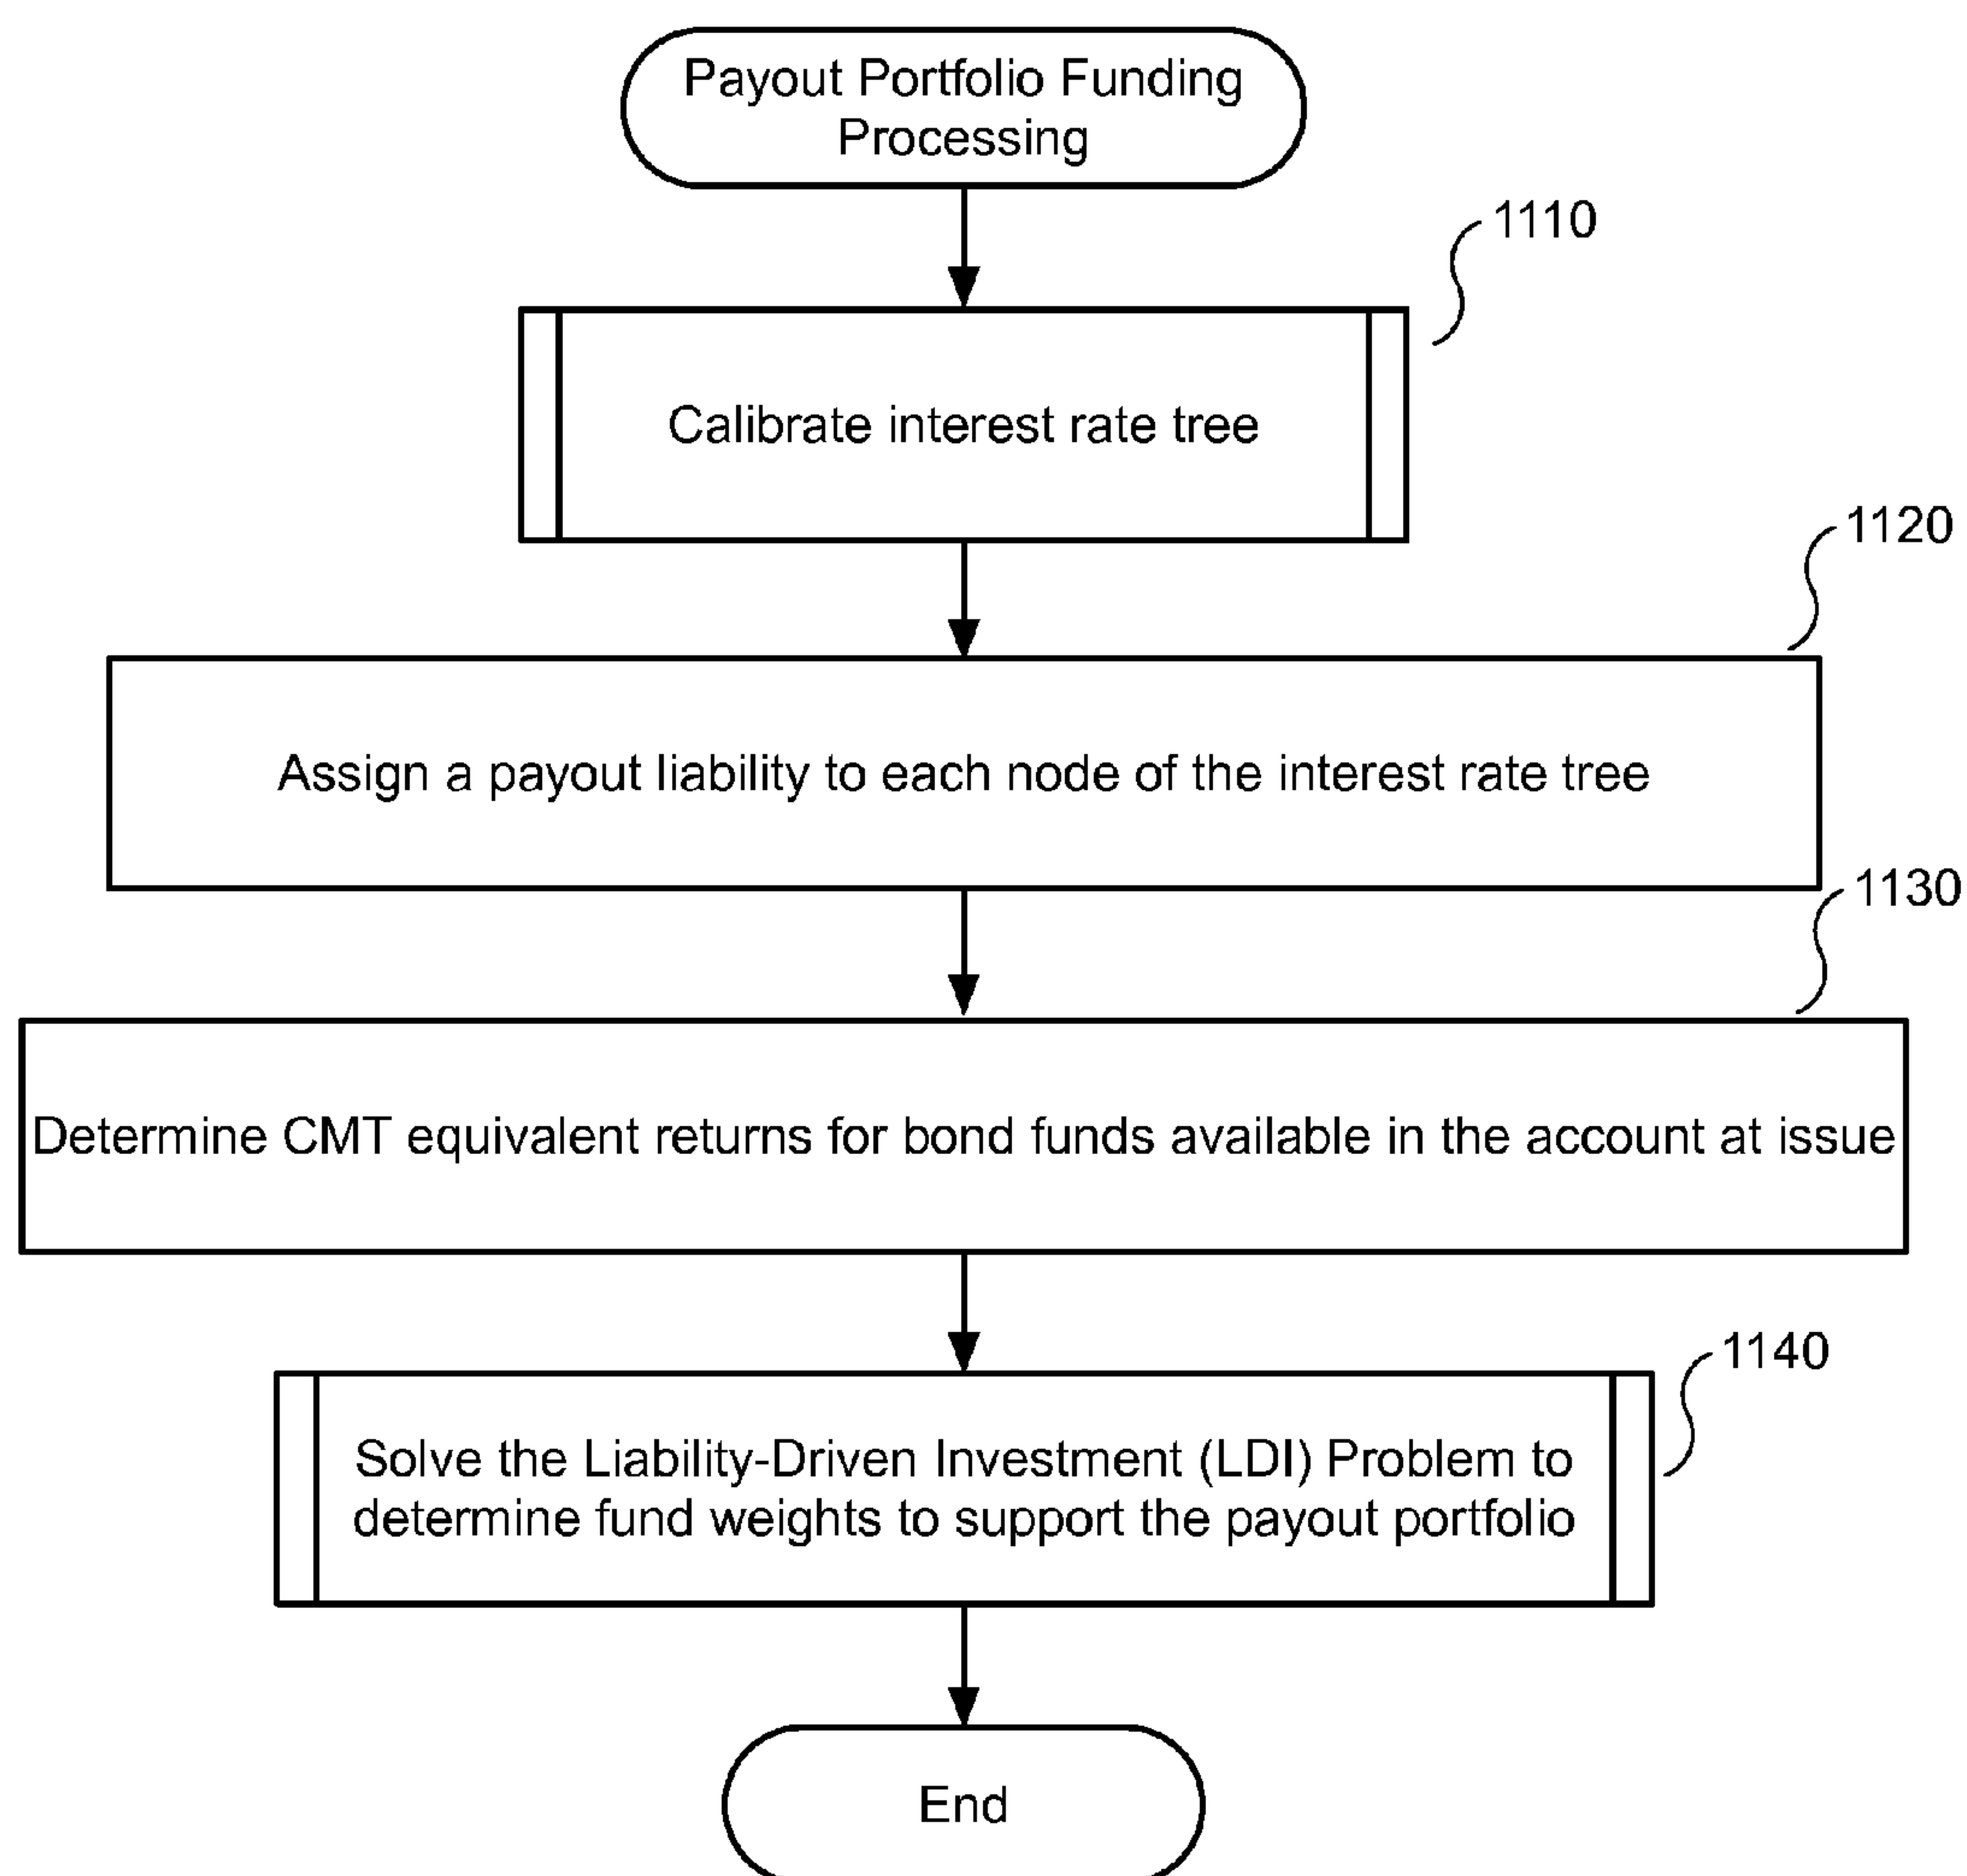 Payout Portfolio Funding
Processing
1110
Calibrate interest rate tree
1120
Assign a payout liability to each node of the interest rate tree
1130
Determine CMT equivalent returns for bond funds available in the account at issue
1140
Solve the Liability-Driven Investment (LDI) Problem to
determine fund weights to support the payout portfolio
End